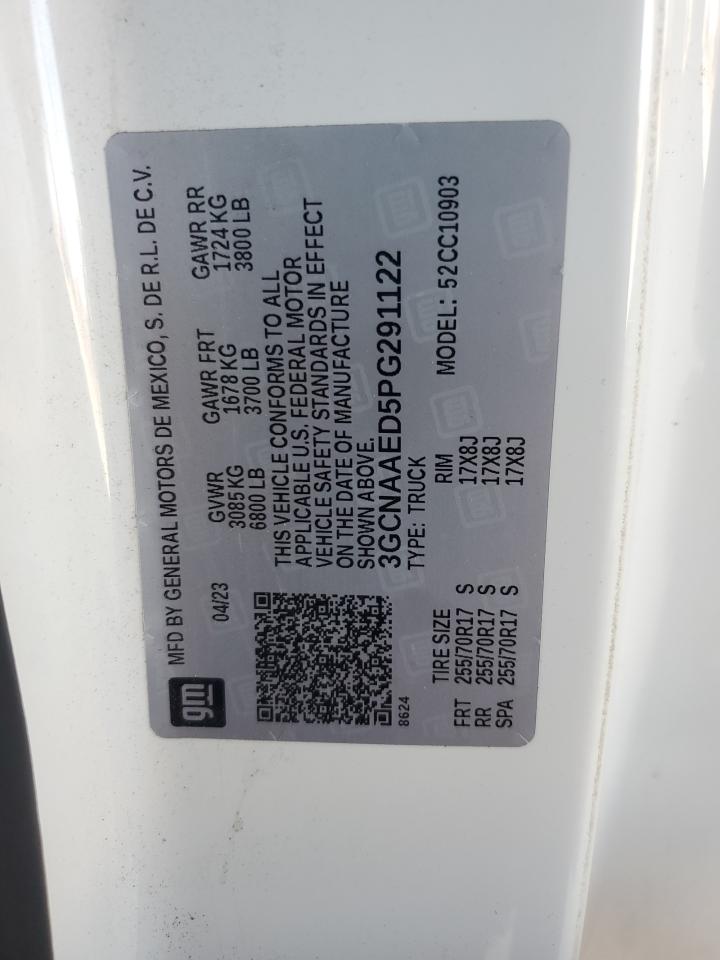 gm
MFD BY GENERAL MOTORS DE MEXICO, S. DE R.L. DE C.V.
04/23
GVWR GAWR FRT GAWR RR
3085 KG 1678 KG 1724 KG
6800 LB 3700 LB 3800 LB
THIS VEHICLE CONFORMS TO ALL
APPLICABLE U.S. FEDERAL MOTOR
VEHICLE SAFETY STANDARDS IN EFFECT
ON THE DATE OF MANUFACTURE
SHOWN ABOVE.
3GCNAAED5PG291122
8624
TYPE: TRUCK MODEL: 52CC10903
TIRE SIZE RIM
FRT 255/70R17 S 17X8J
RR 255/70R17 S 17X8J
SPA 255/70R17 S 17X8J